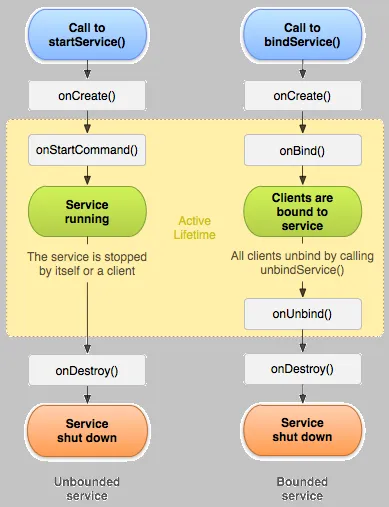 Call to
startService()
onCreate()
onStartCommand()
Service
running
The service is stopped
by itself or a client
onDestroy()
Service
shut down
Unbounded
service
Active
Lifetime
Call to
bindService()
onCreate()
onBind()
Clients are
bound to
service
All clients unbind by calling
unbindService()
onUnbind()
onDestroy()
Service
shut down
Bounded
service